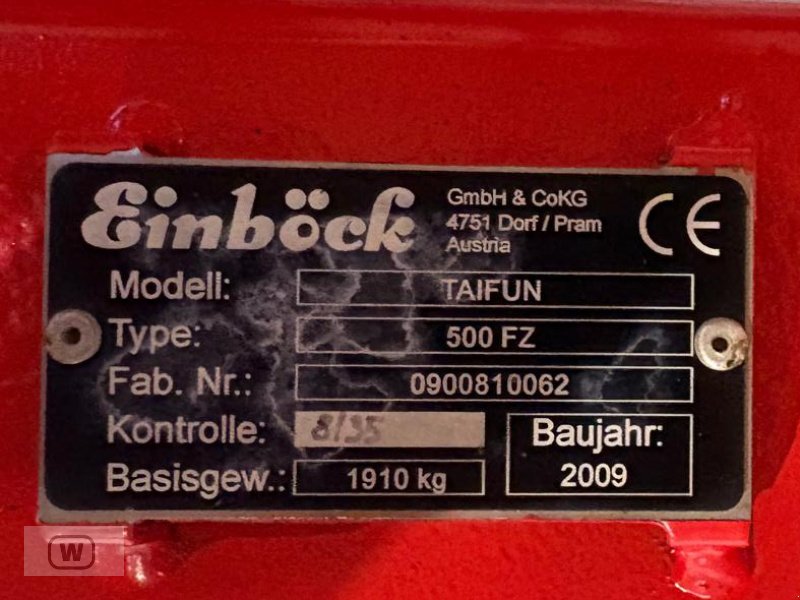 Einböck
GmbH & CoKG
4751 Dorf / Pram
Austria
CE
Modell: TAIFUN
Type: 500 FZ
Fab. Nr.: 0900810062
Kontrolle: 8/35
Baujahr:
2009
Basisgew.: 1910 kg
W